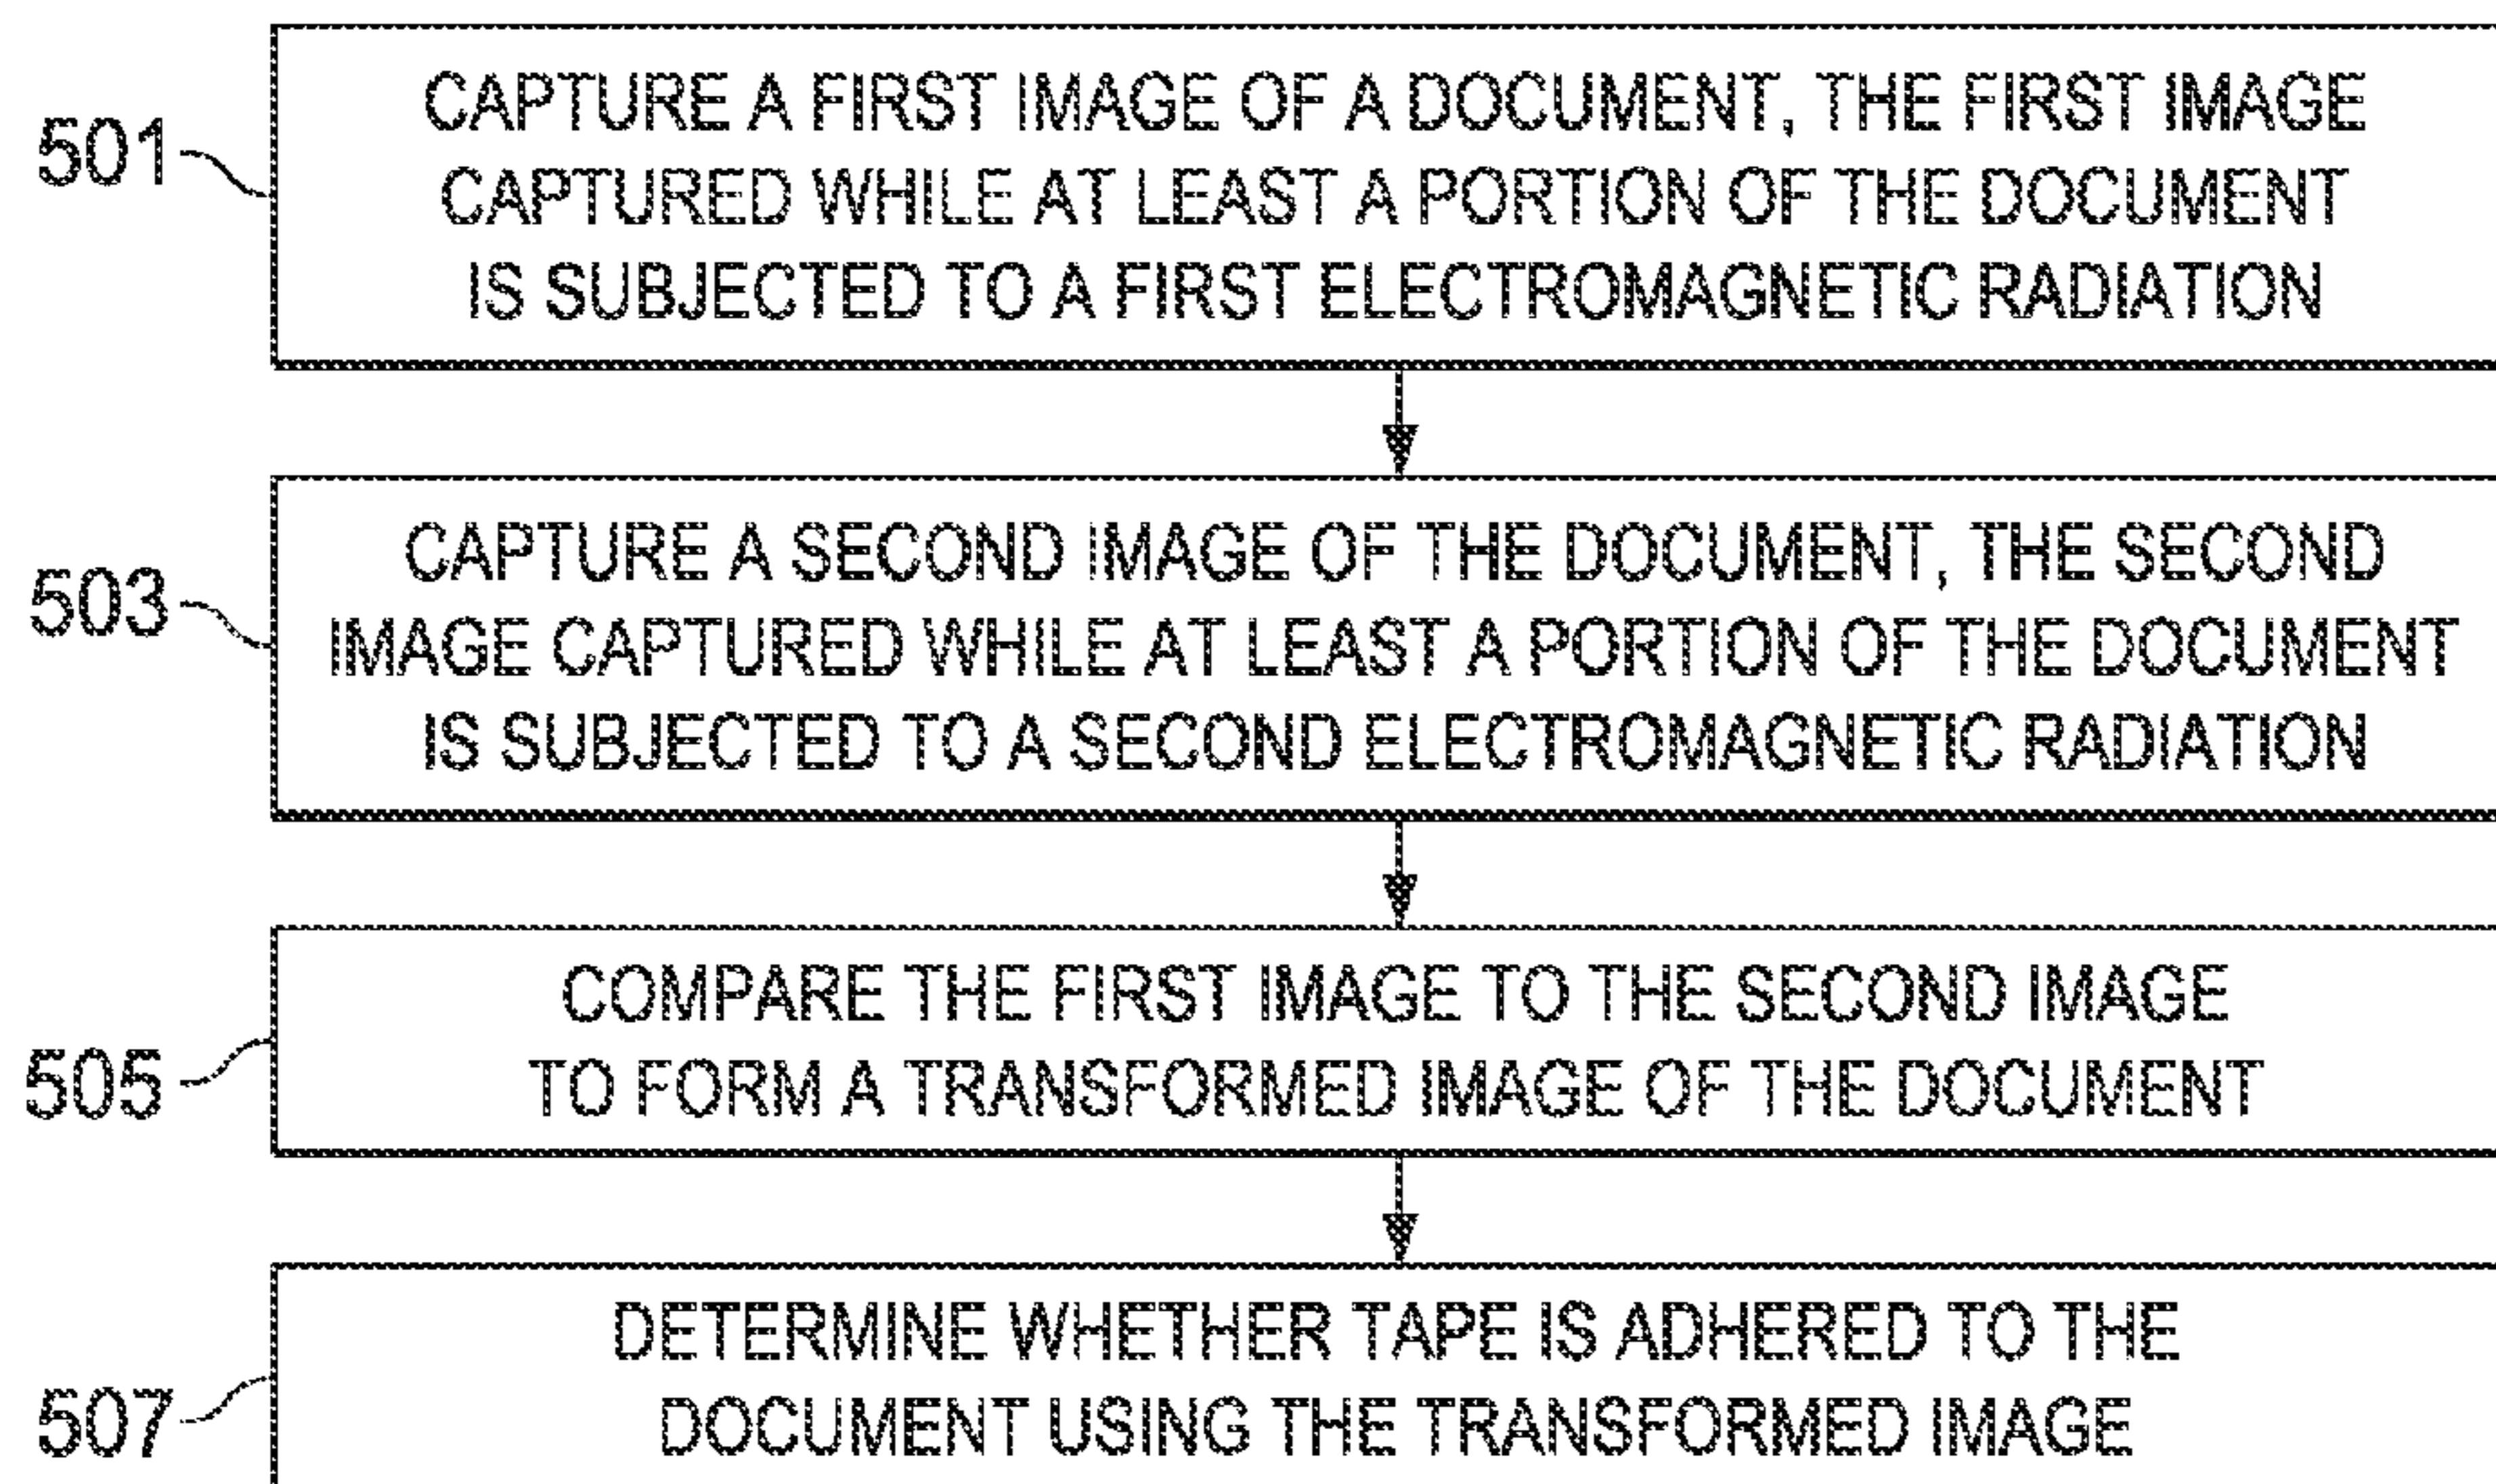 501
CAPTURE A FIRST IMAGE OF A DOCUMENT, THE FIRST IMAGE
CAPTURED WHILE AT LEAST A PORTION OF THE DOCUMENT
IS SUBJECTED TO A FIRST ELECTROMAGNETIC RADIATION
503
CAPTURE A SECOND IMAGE OF THE DOCUMENT, THE SECOND
IMAGE CAPTURED WHILE AT LEAST A PORTION OF THE DOCUMENT
IS SUBJECTED TO A SECOND ELECTROMAGNETIC RADIATION
505
COMPARE THE FIRST IMAGE TO THE SECOND IMAGE
TO FORM A TRANSFORMED IMAGE OF THE DOCUMENT
507
DETERMINE WHETHER TAPE IS ADHERED TO THE
DOCUMENT USING THE TRANSFORMED IMAGE